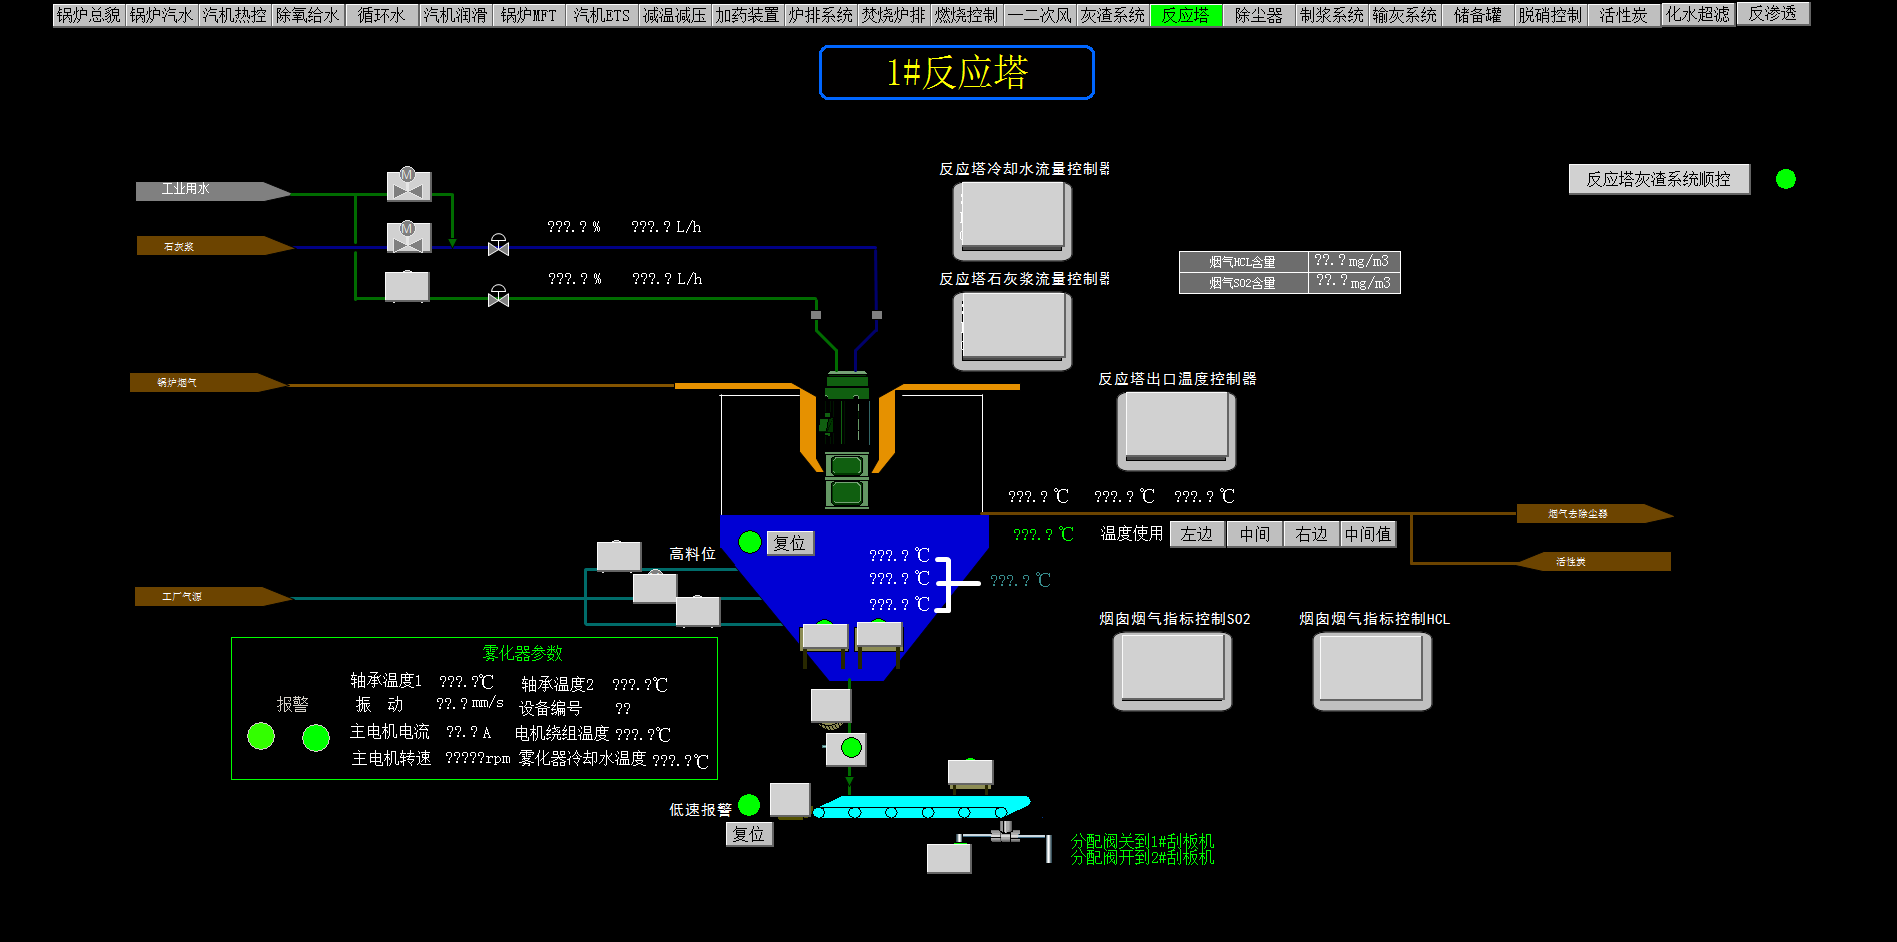 锅炉总貌 锅炉汽水 汽机热控 除氧给水 循环水 汽机润滑 锅炉MFT 汽机ETS 减温减压 加药装置 炉排系统 焚烧炉排 燃烧控制 一二次风 灰渣系统 反应塔 除尘器 制浆系统 输灰系统 储备罐 脱硝控制 活性炭 化水超滤 反渗透
1#反应塔
反应塔冷却水流量控制器
反应塔灰渣系统顺控
工业用水
M
石灰浆
M
???.? % ???.? L/h
烟气HCL含量 ??.? mg/m3
反应塔石灰浆流量控制器
???.? % ???.? L/h
烟气SO2含量 ??.? mg/m3
锅炉烟气
反应塔出口温度控制器
???.? ℃ ???.? ℃ ???.? ℃
烟气去除尘器
???.? ℃ 温度使用 左边 中间 右边 中间值
复位
高料位
???.? ℃
???.? ℃
???.? ℃
???.? ℃
活性炭
工厂气源
烟囱烟气指标控制SO2 烟囱烟气指标控制HCL
雾化器参数
轴承温度1 ???.?℃ 轴承温度2 ???.?℃
报警
振 动 ??.? mm/s 设备编号 ??
主电机电流 ??.? A 电机绕组温度 ???.?℃
主电机转速 ?????rpm 雾化器冷却水温度 ???.?℃
低速报警
复位
分配阀关到1#刮板机
分配阀开到2#刮板机